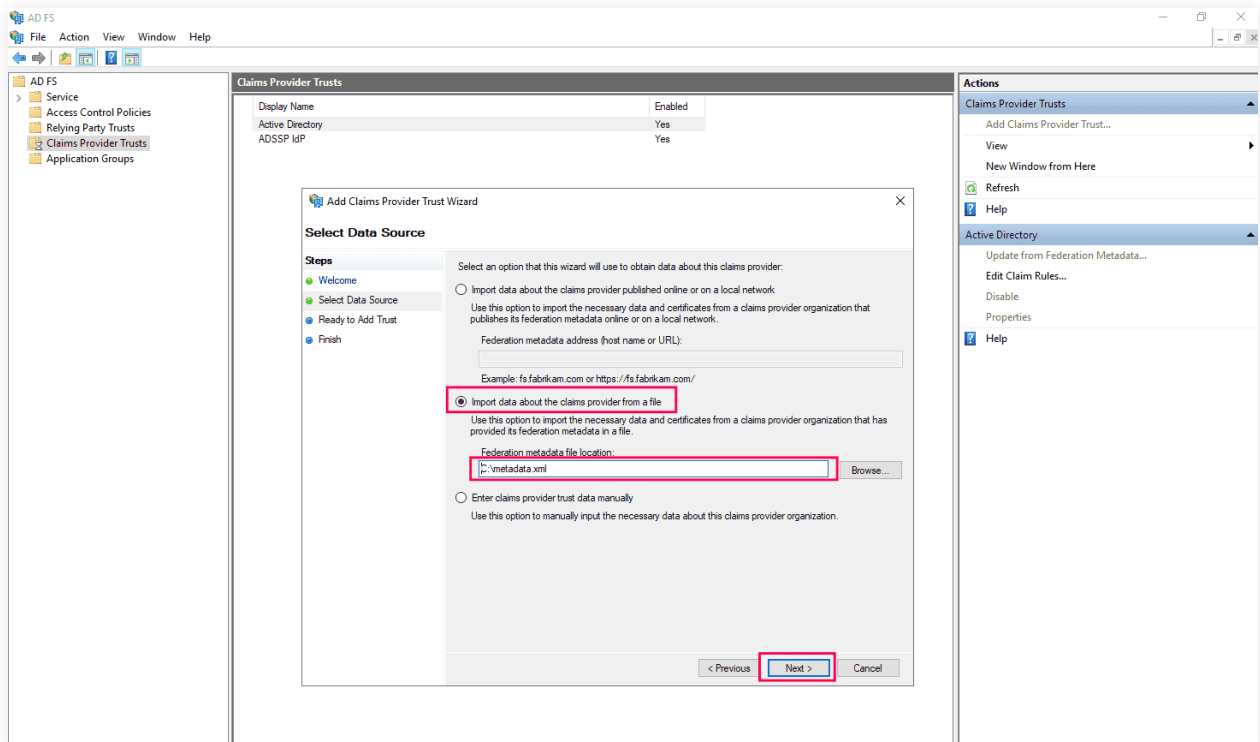 AD FS
File Action View Window Help
AD FS
Service
Access Control Policies
Relying Party Trusts
Claims Provider Trusts
Application Groups
Claims Provider Trusts
Display Name Enabled
Active Directory Yes
ADSSP IdP Yes
Add Claims Provider Trust Wizard
Select Data Source
Steps
Welcome
Select Data Source
Ready to Add Trust
Finish
Select an option that this wizard will use to obtain data about this claims provider:
Import data about the claims provider published online or on a local network
Use this option to import the necessary data and certificates from a claims provider organization that
publishes its federation metadata online or on a local network.
Federation metadata address (host name or URL):
Example: fs.fabrikam.com or https://fs.fabrikam.com/
Import data about the claims provider from a file
Use this option to import the necessary data and certificates from a claims provider organization that has
provided its federation metadata in a file.
Federation metadata file location:
C:\metadata.xml
Browse...
Enter claims provider trust data manually
Use this option to manually input the necessary data about this claims provider organization.
< Previous Next > Cancel
Actions
Claims Provider Trusts
Add Claims Provider Trust...
View
New Window from Here
Refresh
Help
Active Directory
Update from Federation Metadata...
Edit Claim Rules...
Disable
Properties
Help